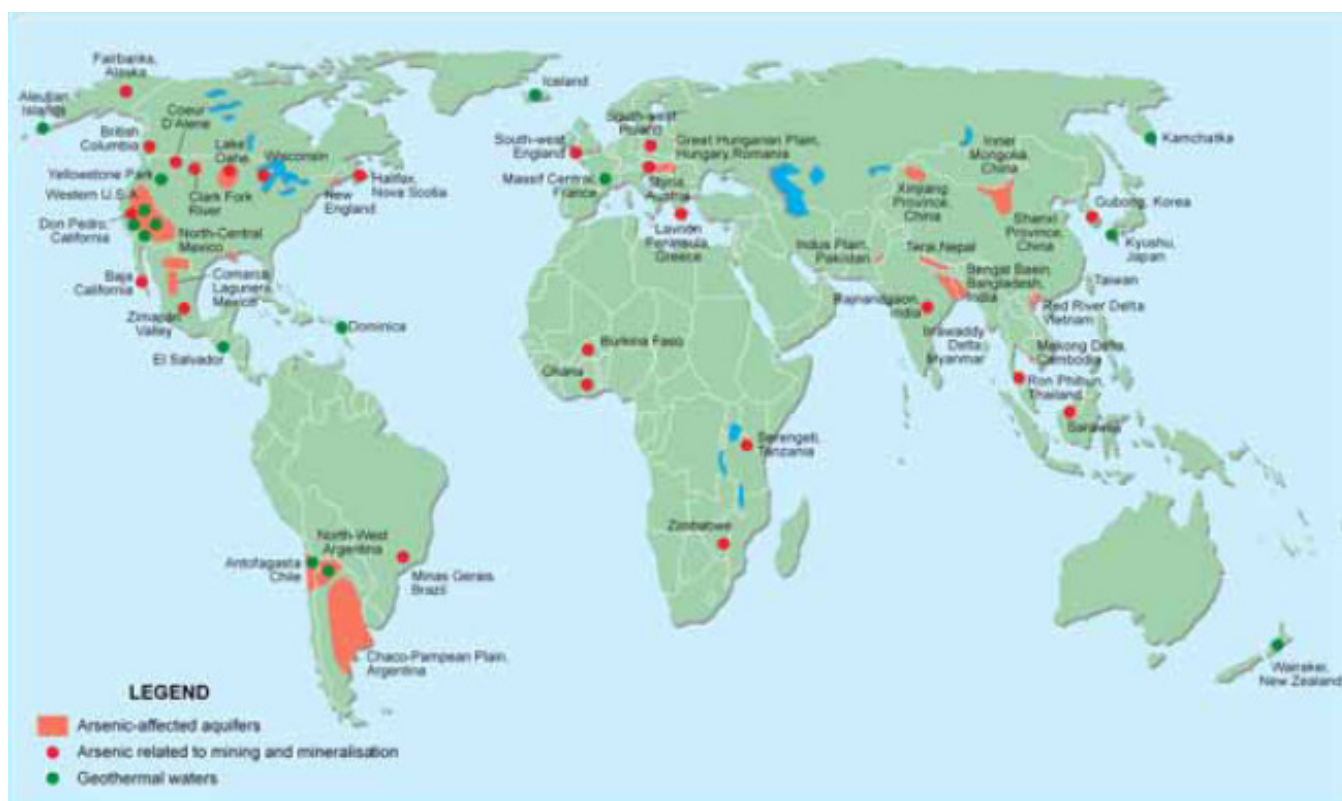 Fairbanks,
Alaska
Aleutian
Islands
Coeur
D'Alene
British
Columbia
Lake
Oahe
Wisconsin
Yellowstone Park
Clark Fork
River
New
England
Halifax,
Nova Scotia
Western U.S.A
Don Pedro,
California
North-Central
Mexico
Baja
California
Comarca
Lagunera,
Mexico
Zimapan
Valley
El Salvador
Dominica
Iceland
South-west
Poland
South-west
England
Great Hungarian Plain,
Hungary, Romania
Massif Central,
France
Styria,
Austria
Lavrion
Peninsula,
Greece
Kamchatka
Inner
Mongolia,
China
Xinjiang
Province,
China
Shanxi
Province,
China
Gubong, Korea
Kyushu,
Japan
Indus Plain,
Pakistan
Terai, Nepal
Bengal Basin,
Bangladesh,
India
Taiwan
Rajnandgaon,
India
Red River Delta
Vietnam
Irrawaddy
Delta
Myanmar
Mekong Delta,
Cambodia
Ron Phibun,
Thailand
Sarawak
Burkina Faso
Ghana
Serengeti,
Tanzania
Zimbabwe
North-West
Argentina
Antofagasta
Chile
Minas Gerais,
Brazil
Chaco-Pampean Plain,
Argentina
Wairakei,
New Zealand
LEGEND
Arsenic-affected aquifers
Arsenic related to mining and mineralisation
Geothermal waters